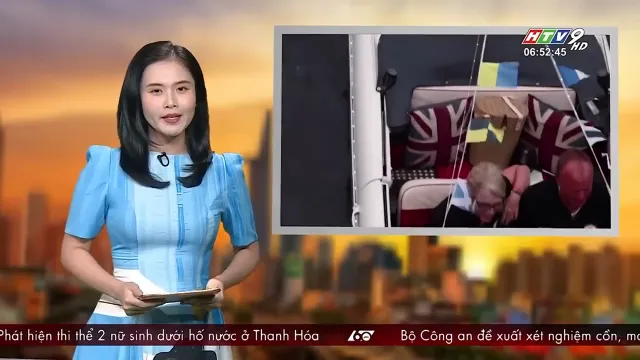 HTV9 HD
06:52:45
Phát hiện thi thể 2 nữ sinh dưới hố nước ở Thanh Hóa
60
Bộ Công an đề xuất xét nghiệm cồn, m